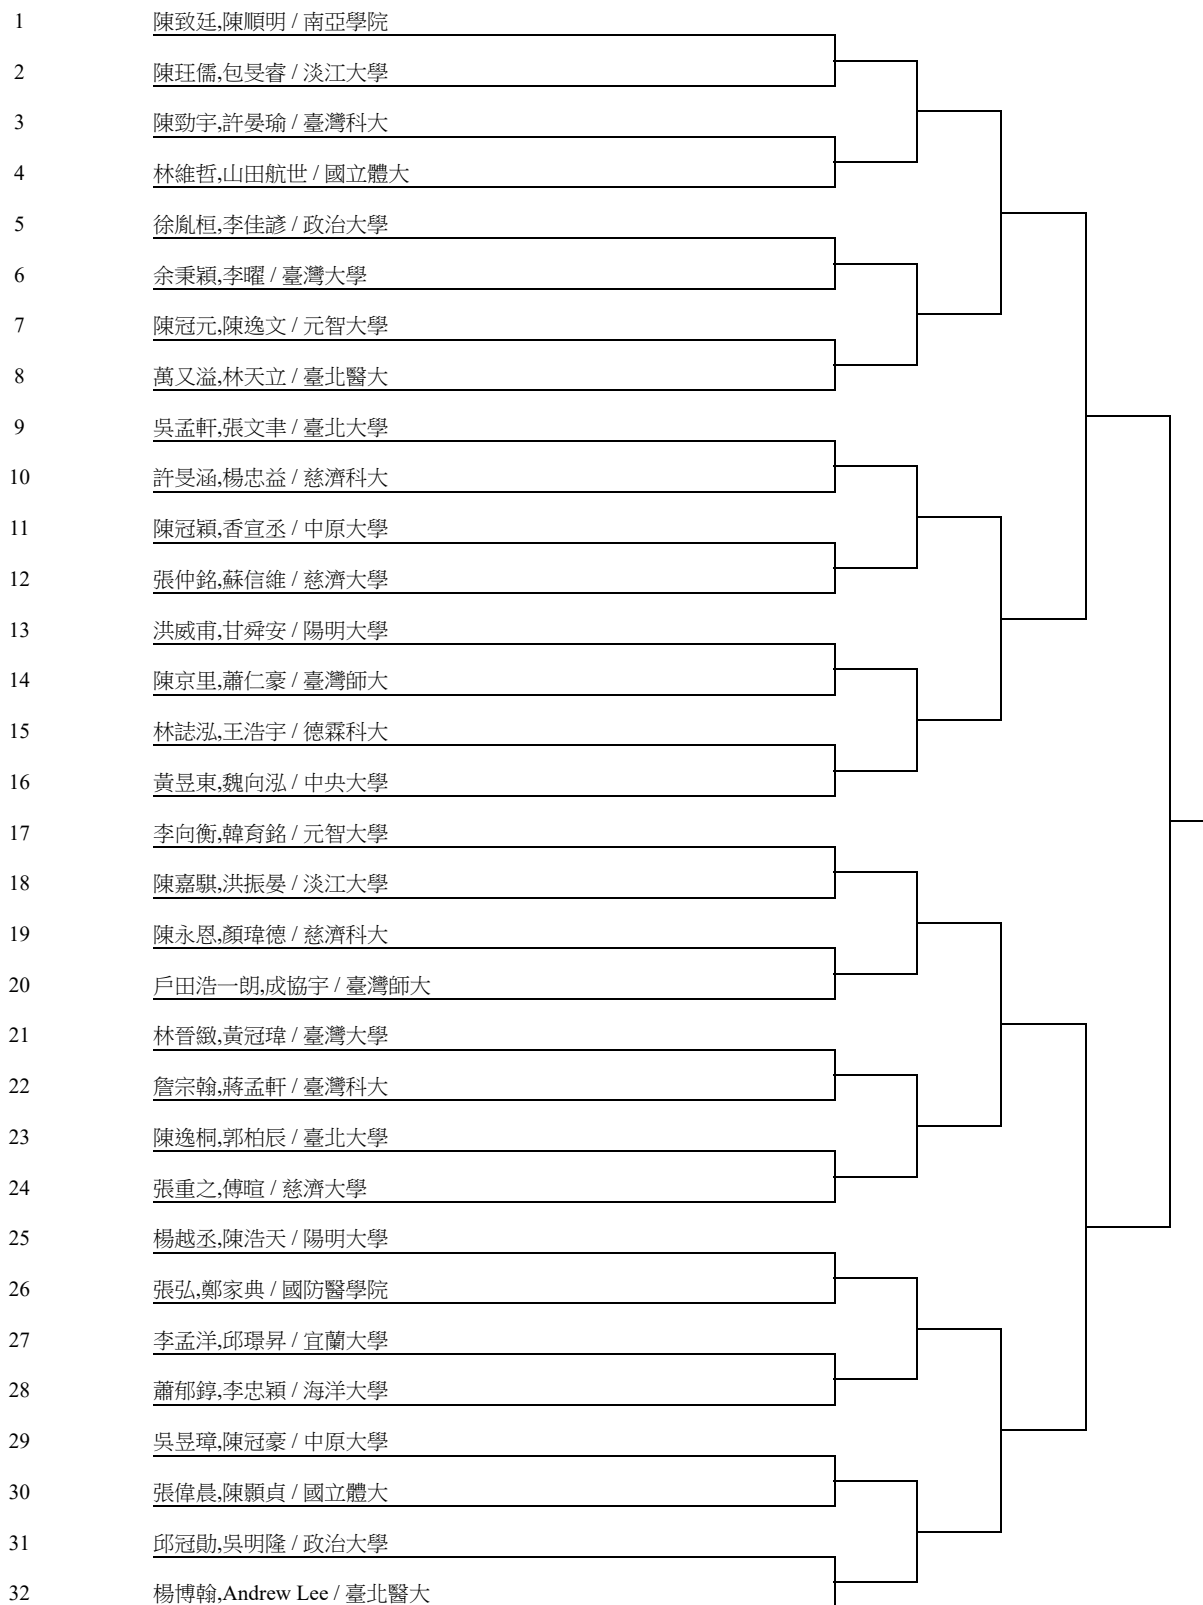 1 陳致廷,陳順明 / 南亞學院
2 陳玨儒,包旻睿 / 淡江大學
3 陳勁宇,許晏瑜 / 臺灣科大
4 林維哲,山田航世 / 國立體大
5 徐胤桓,李佳諺 / 政治大學
6 余秉穎,李曜 / 臺灣大學
7 陳冠元,陳逸文 / 元智大學
8 萬又溢,林天立 / 臺北醫大
9 吳孟軒,張文聿 / 臺北大學
10 許旻涵,楊忠益 / 慈濟科大
11 陳冠穎,香宣丞 / 中原大學
12 張仲銘,蘇信維 / 慈濟大學
13 洪威甫,甘舜安 / 陽明大學
14 陳京里,蕭仁豪 / 臺灣師大
15 林誌泓,王浩宇 / 德霖科大
16 黃昱東,魏向泓 / 中央大學
17 李向衡,韓育銘 / 元智大學
18 陳嘉騏,洪振晏 / 淡江大學
19 陳永恩,顏瑋德 / 慈濟科大
20 戶田浩一朗,成協宇 / 臺灣師大
21 林晉緻,黃冠瑋 / 臺灣大學
22 詹宗翰,蔣孟軒 / 臺灣科大
23 陳逸桐,郭柏辰 / 臺北大學
24 張重之,傅暄 / 慈濟大學
25 楊越丞,陳浩天 / 陽明大學
26 張弘,鄭家典 / 國防醫學院
27 李孟洋,邱璟昇 / 宜蘭大學
28 蕭郁錞,李忠穎 / 海洋大學
29 吳昱璋,陳冠豪 / 中原大學
30 張偉晨,陳顥貞 / 國立體大
31 邱冠勛,吳明隆 / 政治大學
32 楊博翰,Andrew Lee / 臺北醫大